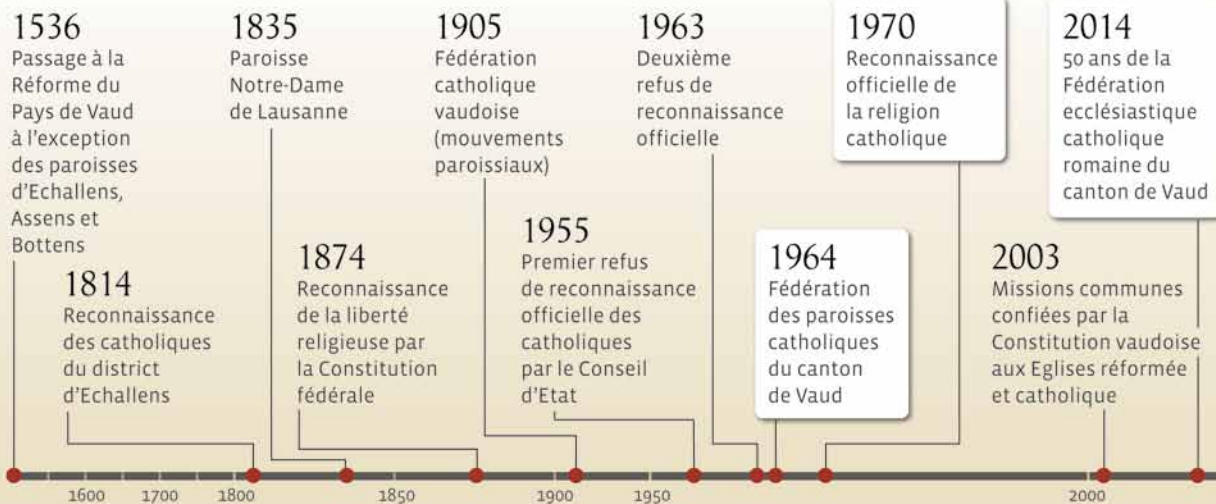 1536
Passage à la
Réforme du
Pays de Vaud
à l'exception
des paroisses
d'Echallens,
Assens et
Bottens
1814
Reconnaissance
des catholiques
du district
d'Echallens
1835
Paroisse
Notre-Dame
de Lausanne
1874
Reconnaissance
de la liberté
religieuse par
la Constitution
fédérale
1905
Fédération
catholique
vaudoise
(mouvements
paroissiaux)
1955
Premier refus
de reconnaissance
officielle des
catholiques
par le Conseil
d'Etat
1963
Deuxième
refus de
reconnaissance
officielle
1964
Fédération
des paroisses
catholiques
du canton
de Vaud
1970
Reconnaissance
officielle de
la religion
catholique
2003
Missions communes
confiées par la
Constitution vaudoise
aux Eglises réformée
et catholique
2014
50 ans de la
Fédération
ecclésiastique
catholique
romaine du
canton de Vaud
1600 1700 1800 1850 1900 1950 2000